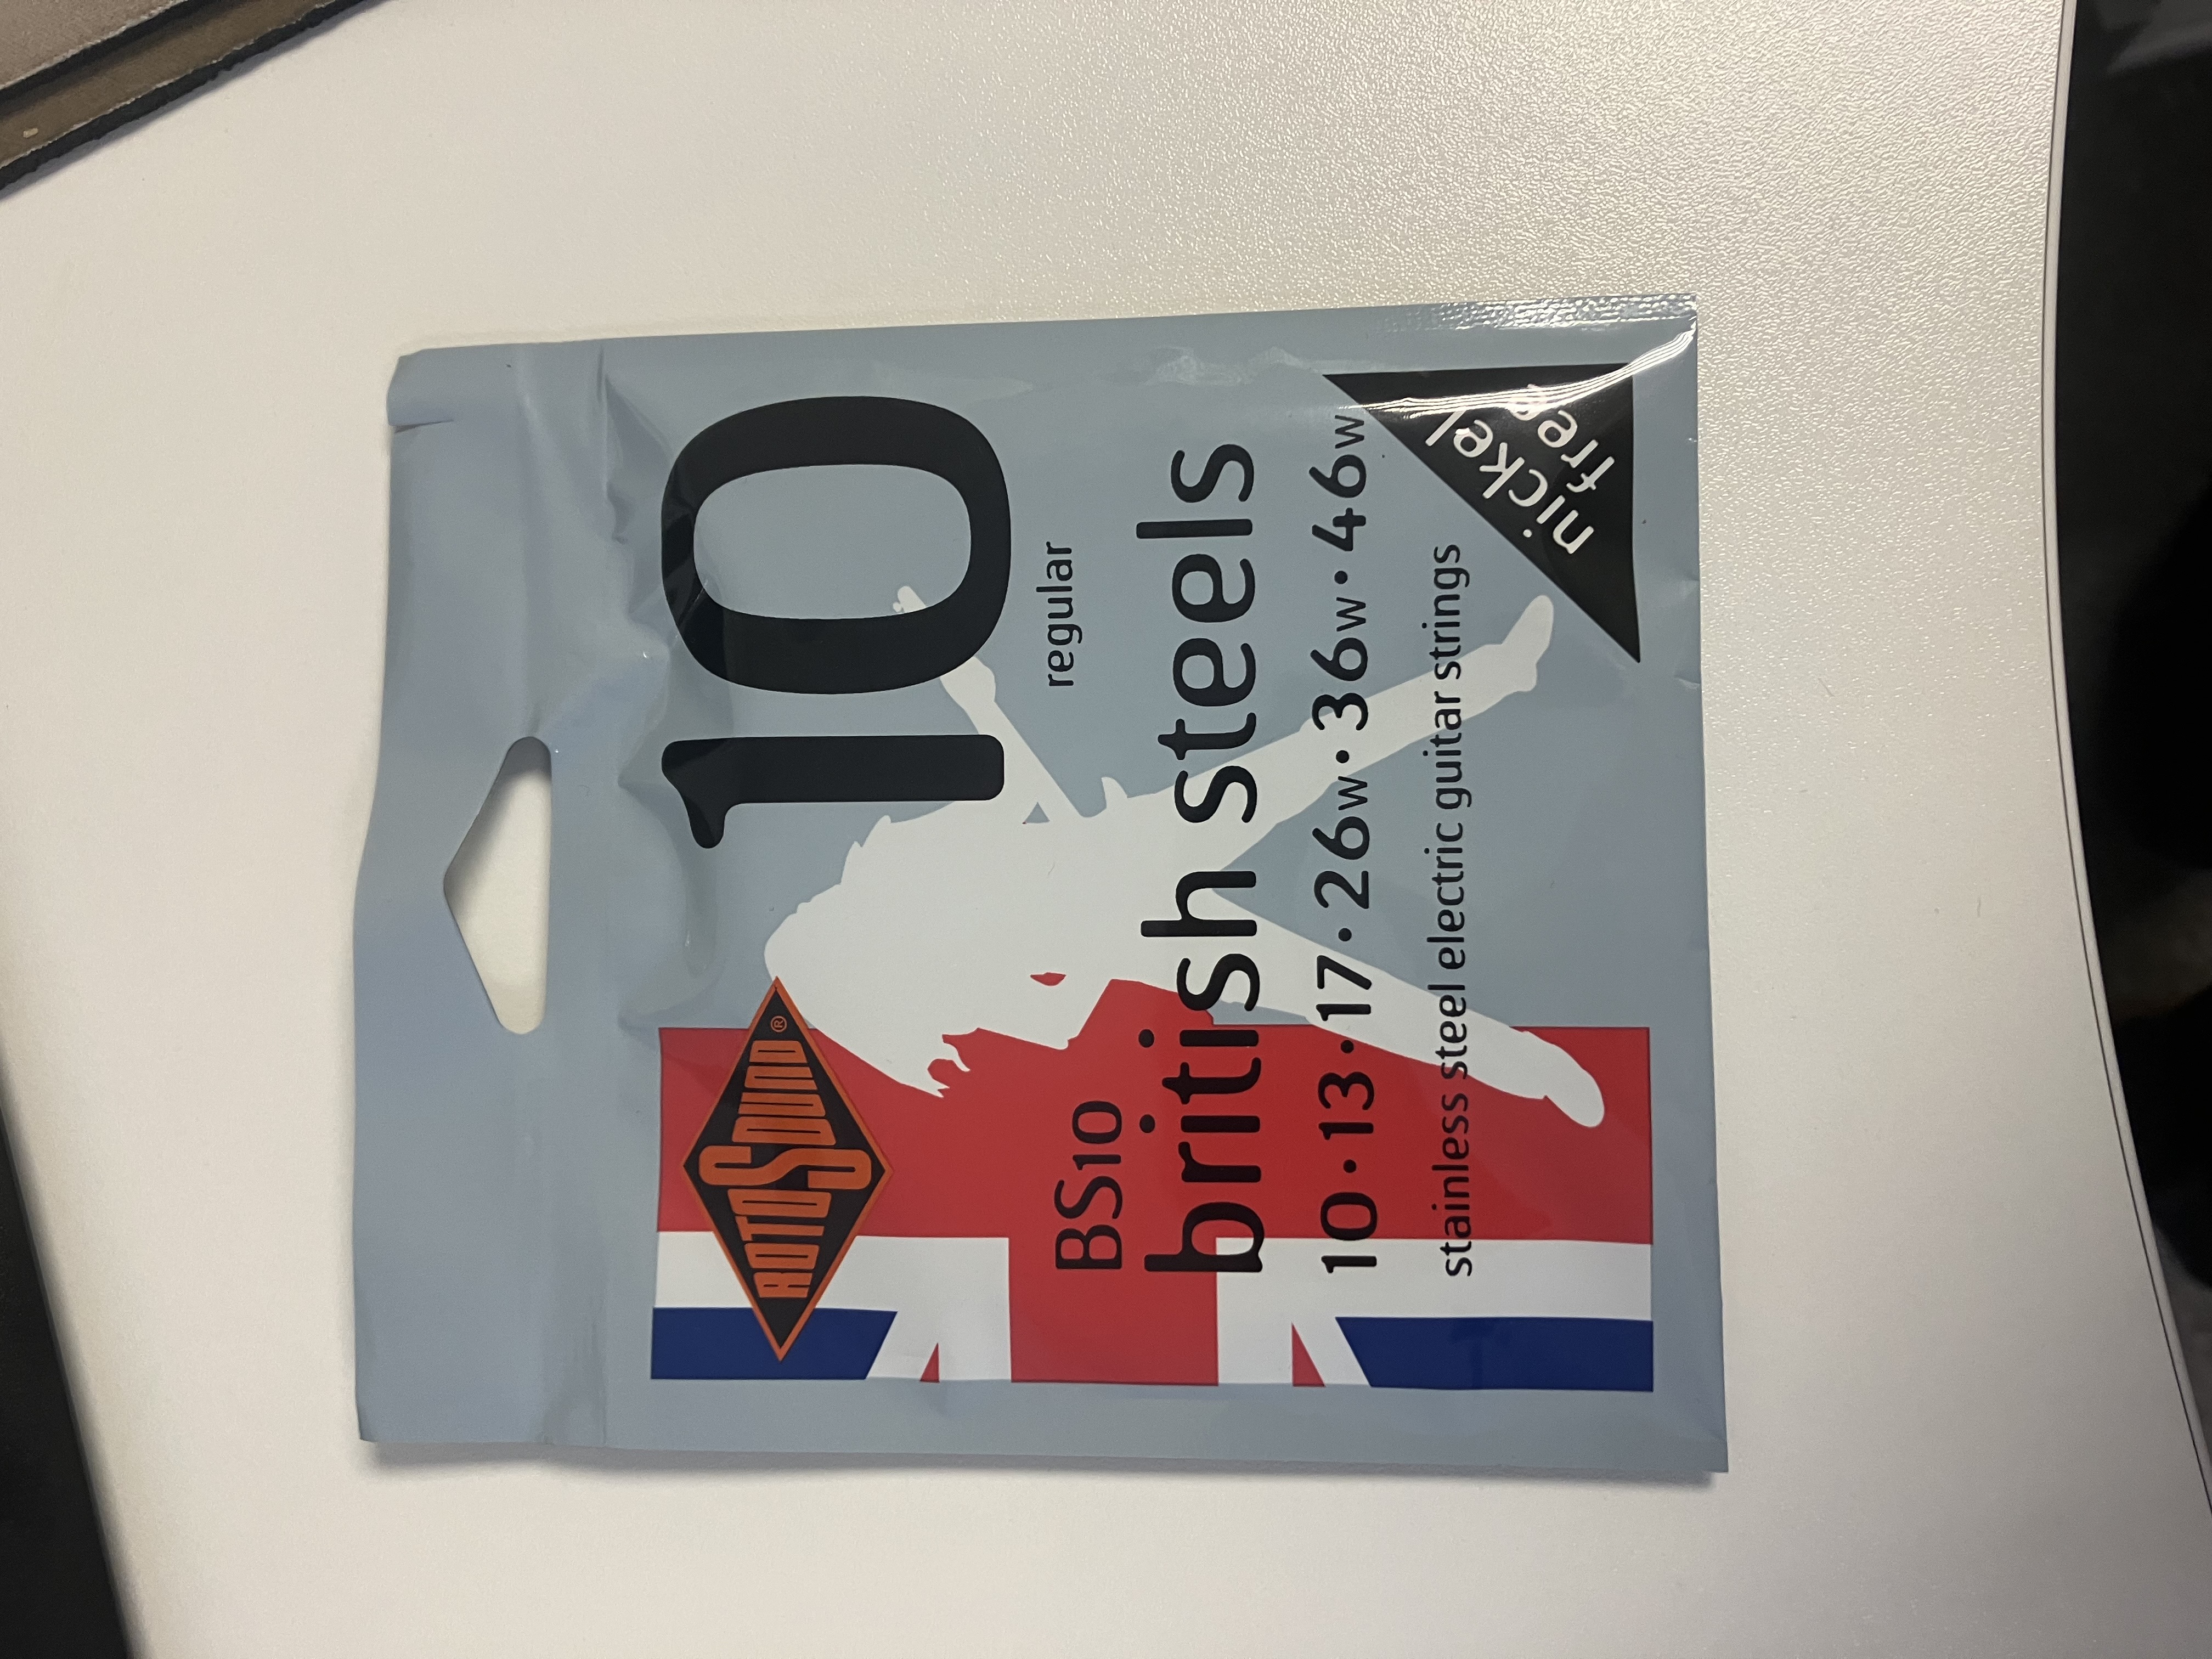 ROTOSOUND®
10
regular
BS10
british steels
10·13·17·26w·36w·46w
stainless steel electric guitar strings
nickel
free